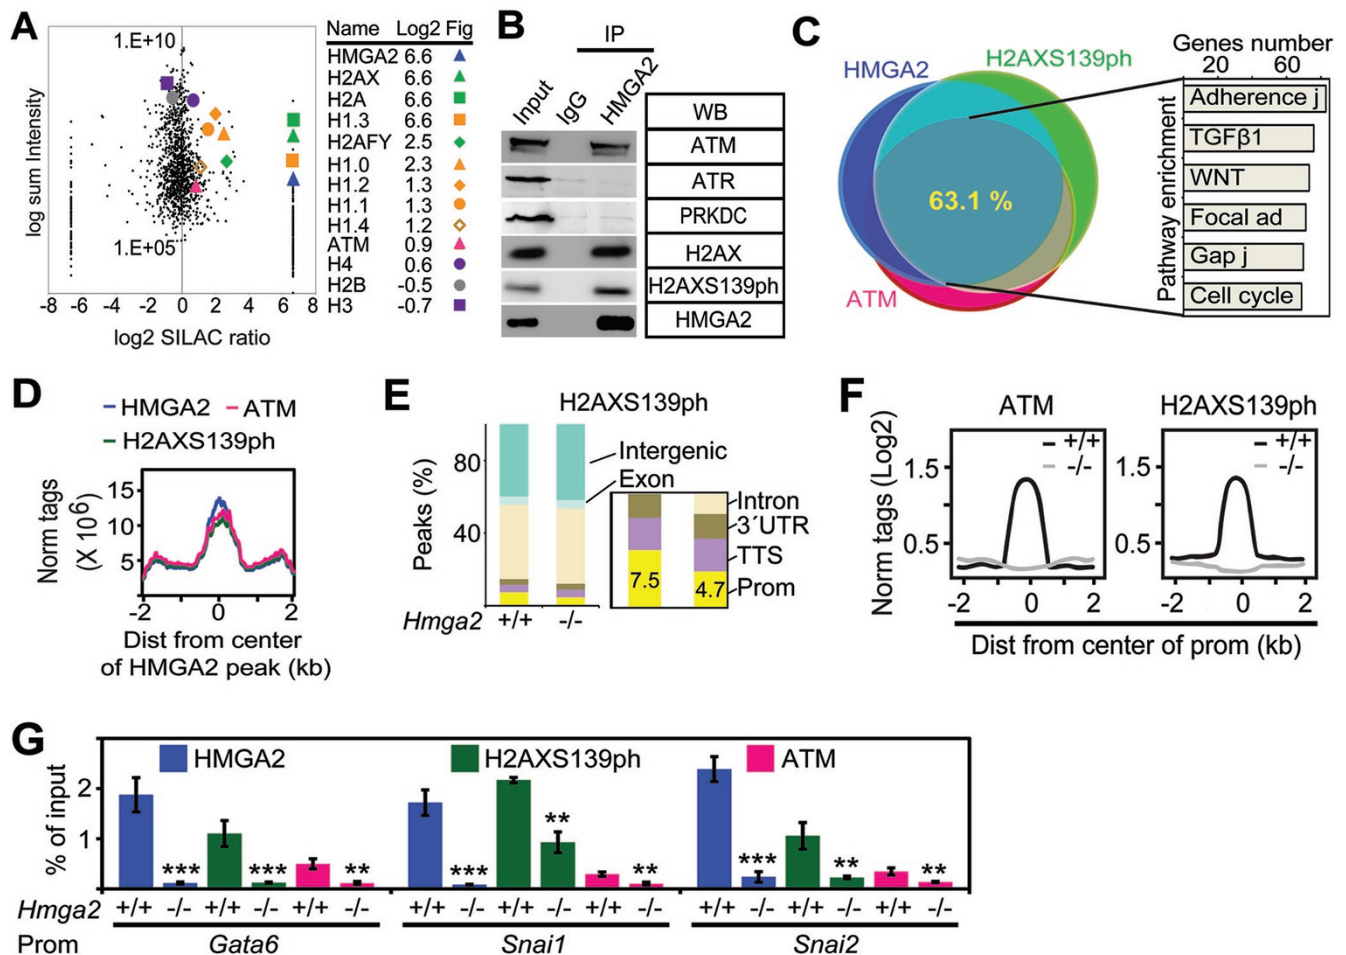 A
1.E+10
1.E+05
log sum Intensity
-8 -6 -4 -2 0 2 4 6 8
log2 SILAC ratio
Name Log2 Fig
HMGA2 6.6
H2AX 6.6
H2A 6.6
H1.3 6.6
H2AFY 2.5
H1.0 2.3
H1.2 1.3
H1.1 1.3
H1.4 1.2
ATM 0.9
H4 0.6
H2B -0.5
H3 -0.7
B
IP
Input IgG HMGA2
WB
ATM
ATR
PRKDC
H2AX
H2AXS139ph
HMGA2
C
HMGA2
H2AXS139ph
ATM
63.1 %
Genes number
20 60
Pathway enrichment
Adherence j
TGFβ1
WNT
Focal ad
Gap j
Cell cycle
D
HMGA2 ATM
H2AXS139ph
Norm tags
(X 10⁶)
15
10
5
-2 0 2
Dist from center
of HMGA2 peak (kb)
E
H2AXS139ph
Peaks (%)
80
40
Intergenic
Exon
Intron
3´UTR
TTS
Prom
7.5
4.7
Hmga2 +/+ -/-
F
ATM
H2AXS139ph
Norm tags (Log2)
1.5
0.5
+/+
-/-
-2 0 2
1.5
0.5
+/+
-/-
-2 0 2
Dist from center of prom (kb)
G
HMGA2
H2AXS139ph
ATM
% of input
2
1
*** *** ** *** ** ** *** ** **
Hmga2 +/+ -/- +/+ -/- +/+ -/- +/+ -/- +/+ -/- +/+ -/- +/+ -/- +/+ -/- +/+ -/-
Prom Gata6 Snai1 Snai2